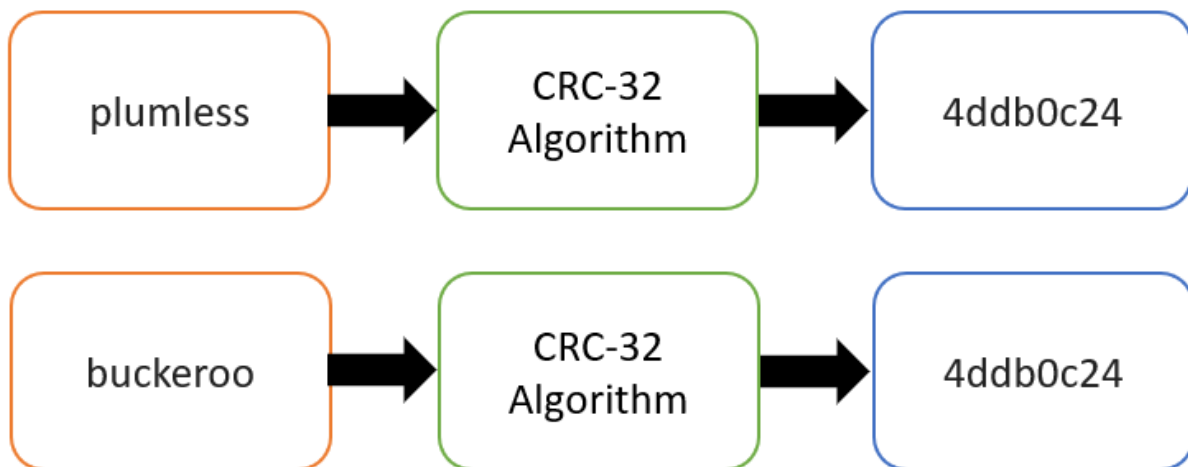 plumless
CRC-32
Algorithm
4ddb0c24
buckeroo
CRC-32
Algorithm
4ddb0c24